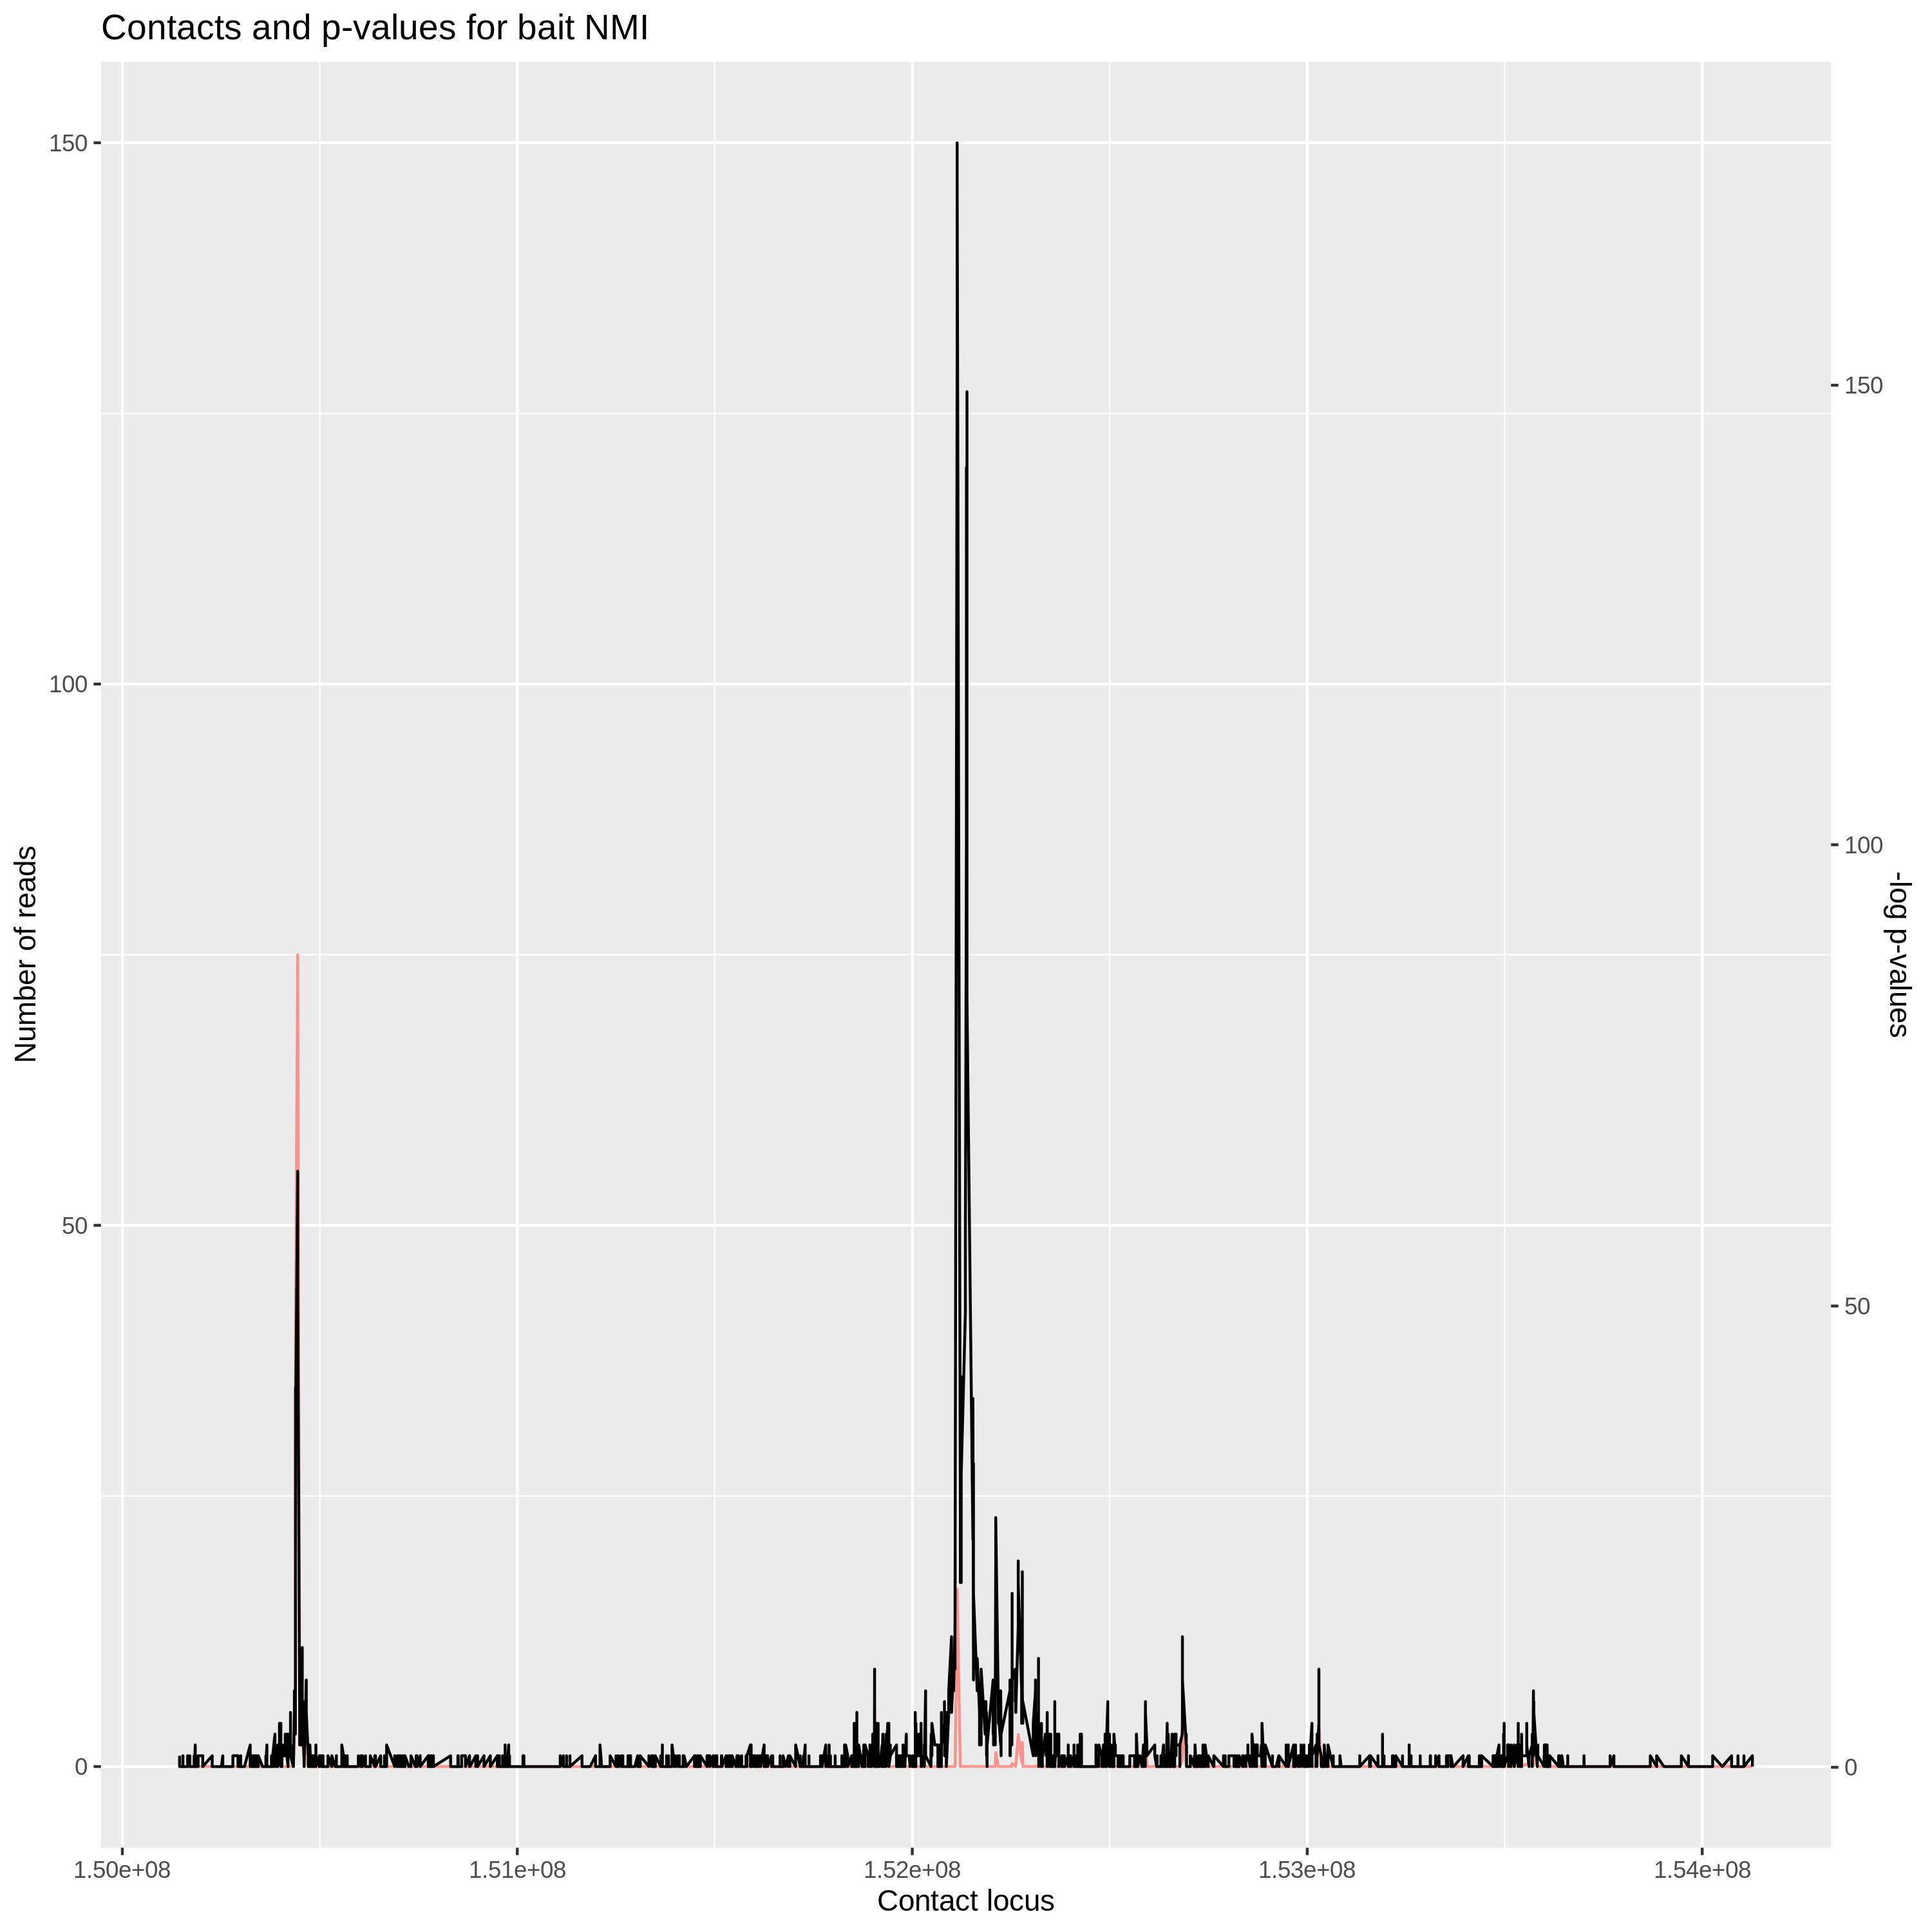 Contacts and p-values for bait NMI
150
100
50
0
Number of reads
150
100
50
0
-log p-values
1.50e+08
1.51e+08
1.52e+08
1.53e+08
1.54e+08
Contact locus